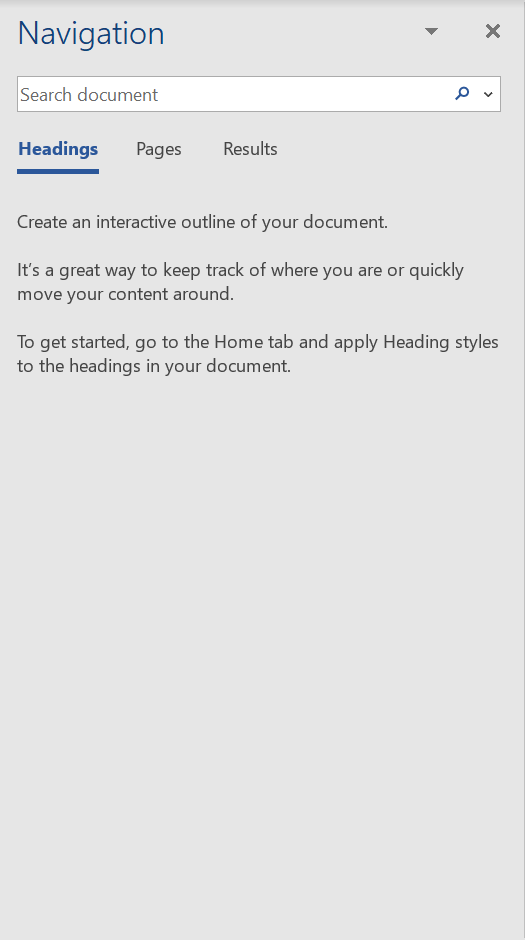 Navigation
Search document
Headings Pages Results
Create an interactive outline of your document.
It's a great way to keep track of where you are or quickly
move your content around.
To get started, go to the Home tab and apply Heading styles
to the headings in your document.